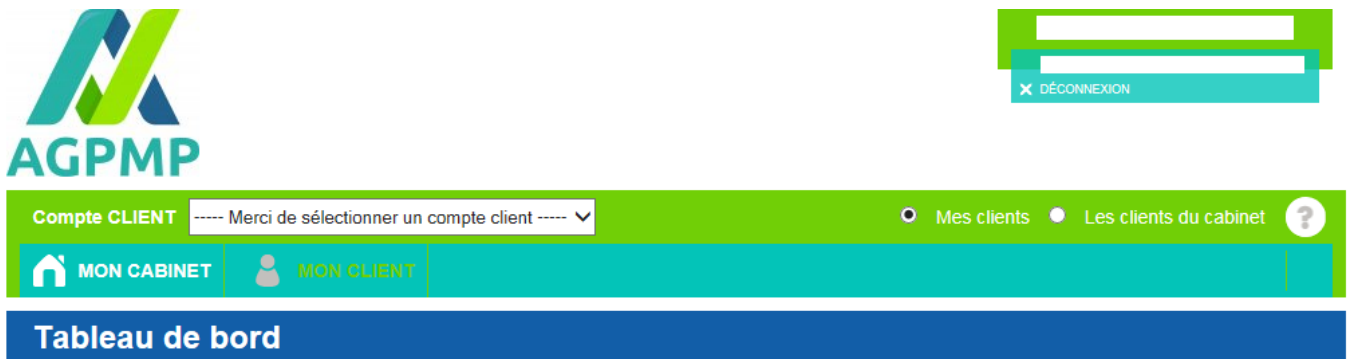 DÉCONNEXION
AGPMP
Compte CLIENT ----- Merci de sélectionner un compte client ----- Mes clients Les clients du cabinet ?
MON CABINET MON CLIENT
Tableau de bord